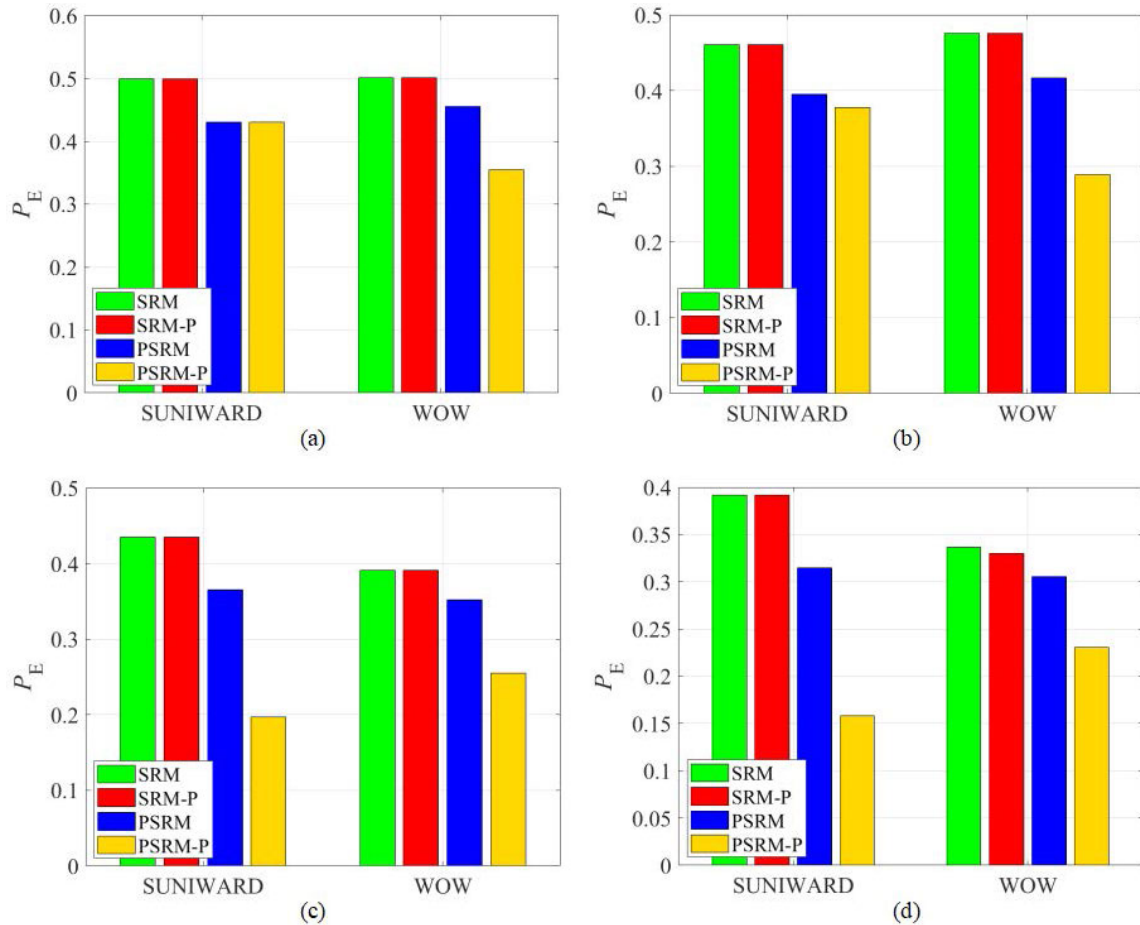 0.6
0.5
0.4
0.3
0.2
0.1
0
P_E
SRM
SRM-P
PSRM
PSRM-P
SUNIWARD WOW
(a)
0.5
0.4
0.3
0.2
0.1
0
P_E
SRM
SRM-P
PSRM
PSRM-P
SUNIWARD WOW
(b)
0.5
0.4
0.3
0.2
0.1
0
P_E
SRM
SRM-P
PSRM
PSRM-P
SUNIWARD WOW
(c)
0.4
0.35
0.3
0.25
0.2
0.15
0.1
0.05
0
P_E
SRM
SRM-P
PSRM
PSRM-P
SUNIWARD WOW
(d)